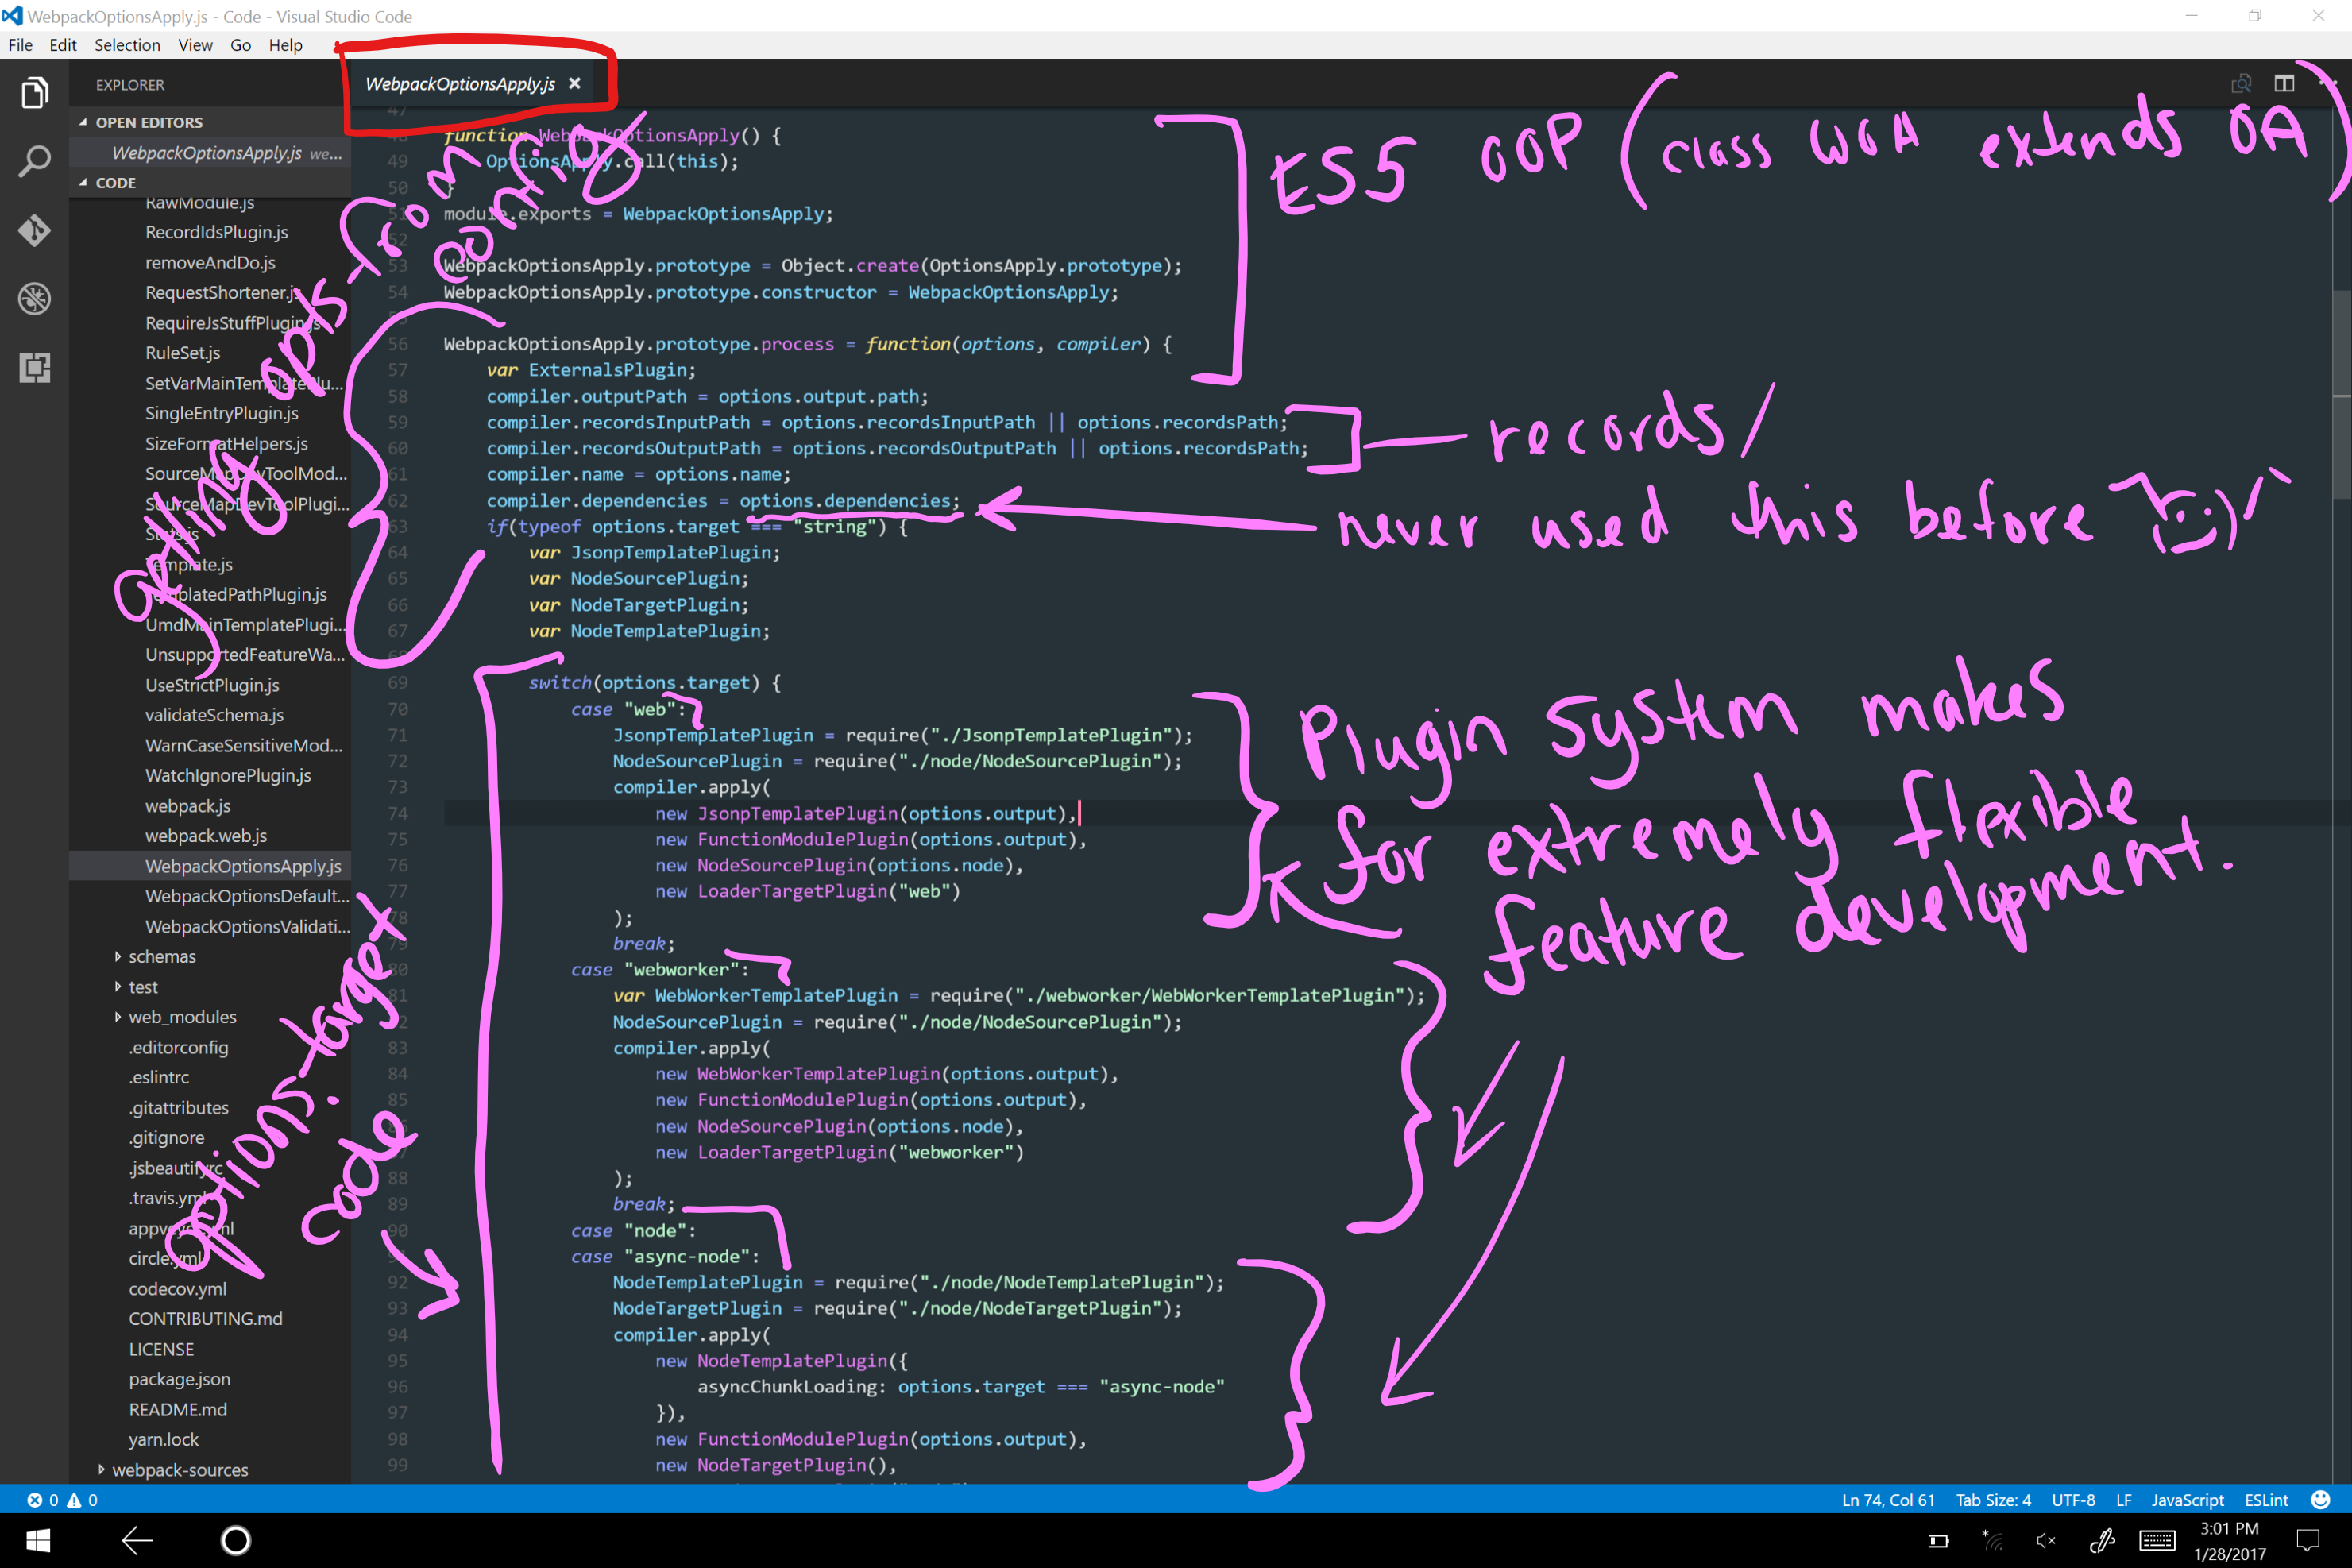 WebpackOptionsApply.js - Code - Visual Studio Code
File Edit Selection View Go Help
EXPLORER
OPEN EDITORS
WebpackOptionsApply.js we...
CODE
RawModule.js
RecordIdsPlugin.js
removeAndDo.js
RequestShortener.js
RequireJsStuffPlugin.js
RuleSet.js
SetVarMainTemplatePlu...
SingleEntryPlugin.js
SizeFormatHelpers.js
SourceMapDevToolMod...
SourceMapDevToolPlugi...
Stats.js
Template.js
TemplatedPathPlugin.js
UmdMainTemplatePlugi...
UnsupportedFeatureWa...
UseStrictPlugin.js
validateSchema.js
WarnCaseSensitiveMod...
WatchIgnorePlugin.js
webpack.js
webpack.web.js
WebpackOptionsApply.js
WebpackOptionsDefault...
WebpackOptionsValidati...
schemas
test
web_modules
.editorconfig
.eslintrc
.gitattributes
.gitignore
.jsbeautifyrc
.travis.yml
appveyor.yml
circle.yml
codecov.yml
CONTRIBUTING.md
LICENSE
package.json
README.md
yarn.lock
webpack-sources
WebpackOptionsApply.js
47
48 function WebpackOptionsApply() {
49 OptionsApply.call(this);
50 }
51 module.exports = WebpackOptionsApply;
52
53 WebpackOptionsApply.prototype = Object.create(OptionsApply.prototype);
54 WebpackOptionsApply.prototype.constructor = WebpackOptionsApply;
55
56 WebpackOptionsApply.prototype.process = function(options, compiler) {
57 var ExternalsPlugin;
58 compiler.outputPath = options.output.path;
59 compiler.recordsInputPath = options.recordsInputPath || options.recordsPath;
60 compiler.recordsOutputPath = options.recordsOutputPath || options.recordsPath;
61 compiler.name = options.name;
62 compiler.dependencies = options.dependencies;
63 if(typeof options.target === "string") {
64 var JsonpTemplatePlugin;
65 var NodeSourcePlugin;
66 var NodeTargetPlugin;
67 var NodeTemplatePlugin;
68
69 switch(options.target) {
70 case "web":
71 JsonpTemplatePlugin = require("./JsonpTemplatePlugin");
72 NodeSourcePlugin = require("./node/NodeSourcePlugin");
73 compiler.apply(
74 new JsonpTemplatePlugin(options.output),
75 new FunctionModulePlugin(options.output),
76 new NodeSourcePlugin(options.node),
77 new LoaderTargetPlugin("web")
78 );
79 break;
80 case "webworker":
81 var WebWorkerTemplatePlugin = require("./webworker/WebWorkerTemplatePlugin");
82 NodeSourcePlugin = require("./node/NodeSourcePlugin");
83 compiler.apply(
84 new WebWorkerTemplatePlugin(options.output),
85 new FunctionModulePlugin(options.output),
86 new NodeSourcePlugin(options.node),
87 new LoaderTargetPlugin("webworker")
88 );
89 break;
90 case "node":
91 case "async-node":
92 NodeTemplatePlugin = require("./node/NodeTemplatePlugin");
93 NodeTargetPlugin = require("./node/NodeTargetPlugin");
94 compiler.apply(
95 new NodeTemplatePlugin({
96 asyncChunkLoading: options.target === "async-node"
97 }),
98 new FunctionModulePlugin(options.output),
99 new NodeTargetPlugin(),
getting opts from
config
options.target
code
ES5 OOP (class WOA extends OA)
records/
never used this before ¯\(ツ)/¯
Plugin System makes
for extremely flexible
feature development.
0 0
Ln 74, Col 61 Tab Size: 4 UTF-8 LF JavaScript ESLint
3:01 PM
1/28/2017